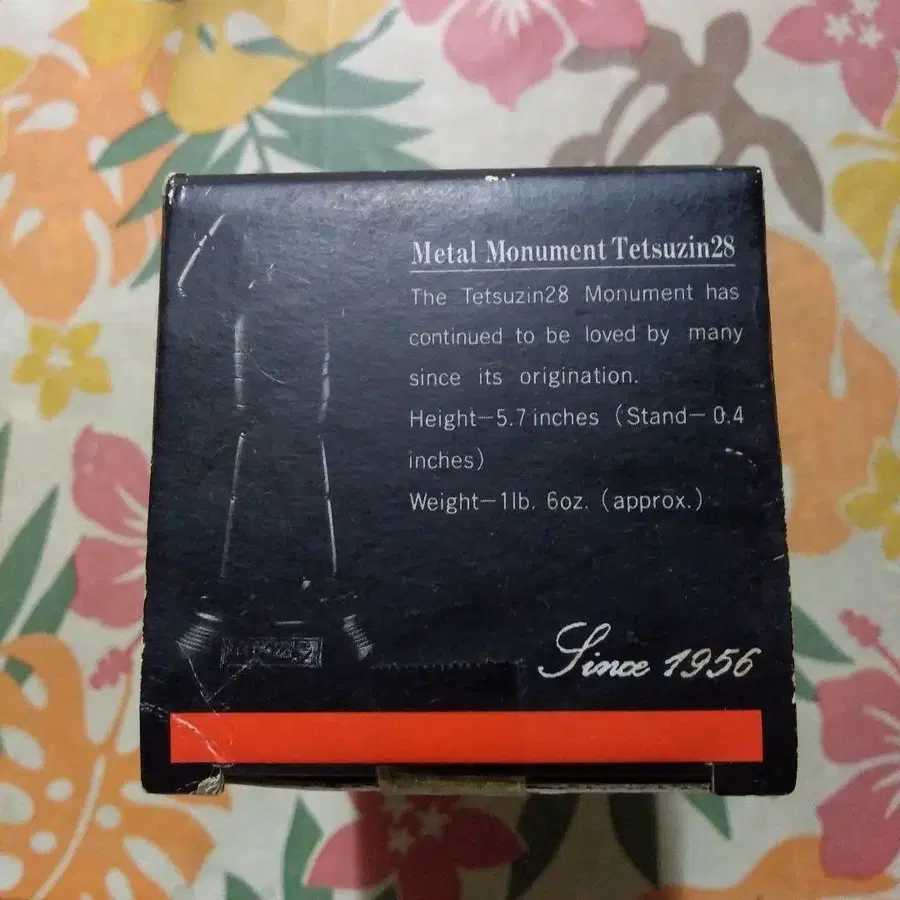 Metal Monument Tetsuzin28
The Tetsuzin28 Monument has
continued to be loved by many
since its origination.
Height—5.7 inches (Stand—0.4
inches)
Weight—1lb. 6oz. (approx.)
Since 1956